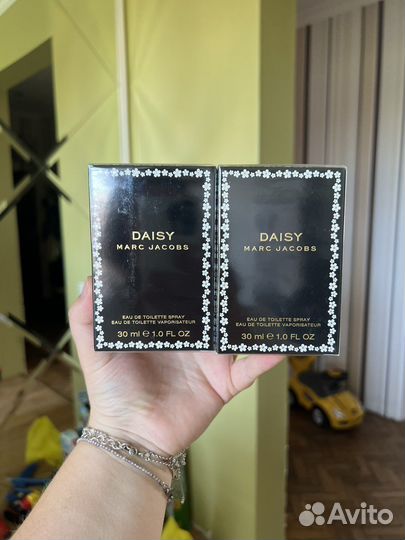 DAISY
MARC JACOBS
EAU DE TOILETTE SPRAY
EAU DE TOILETTE VAPORISATEUR
30 ml ℮ 1.0 FL OZ
DAISY
MARC JACOBS
EAU DE TOILETTE SPRAY
EAU DE TOILETTE VAPORISATEUR
30 ml ℮ 1.0 FL OZ
Avito